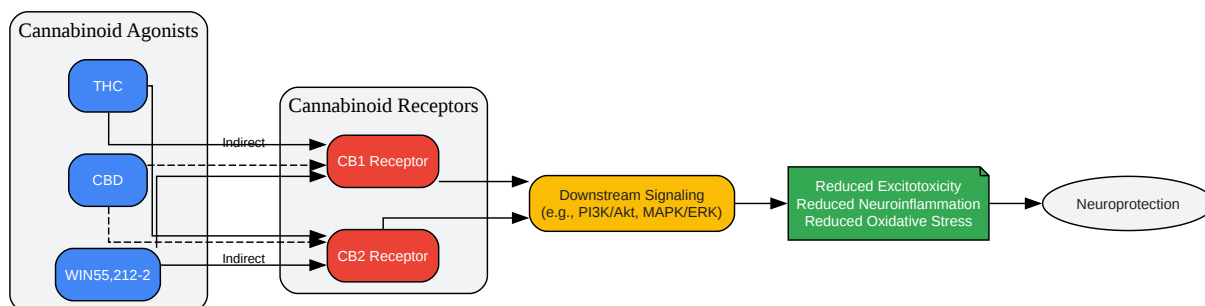 Cannabinoid Agonists
THC
CBD
WIN55,212-2
Indirect
Indirect
Cannabinoid Receptors
CB1 Receptor
CB2 Receptor
Downstream Signaling
(e.g., PI3K/Akt, MAPK/ERK)
Reduced Excitotoxicity
Reduced Neuroinflammation
Reduced Oxidative Stress
Neuroprotection